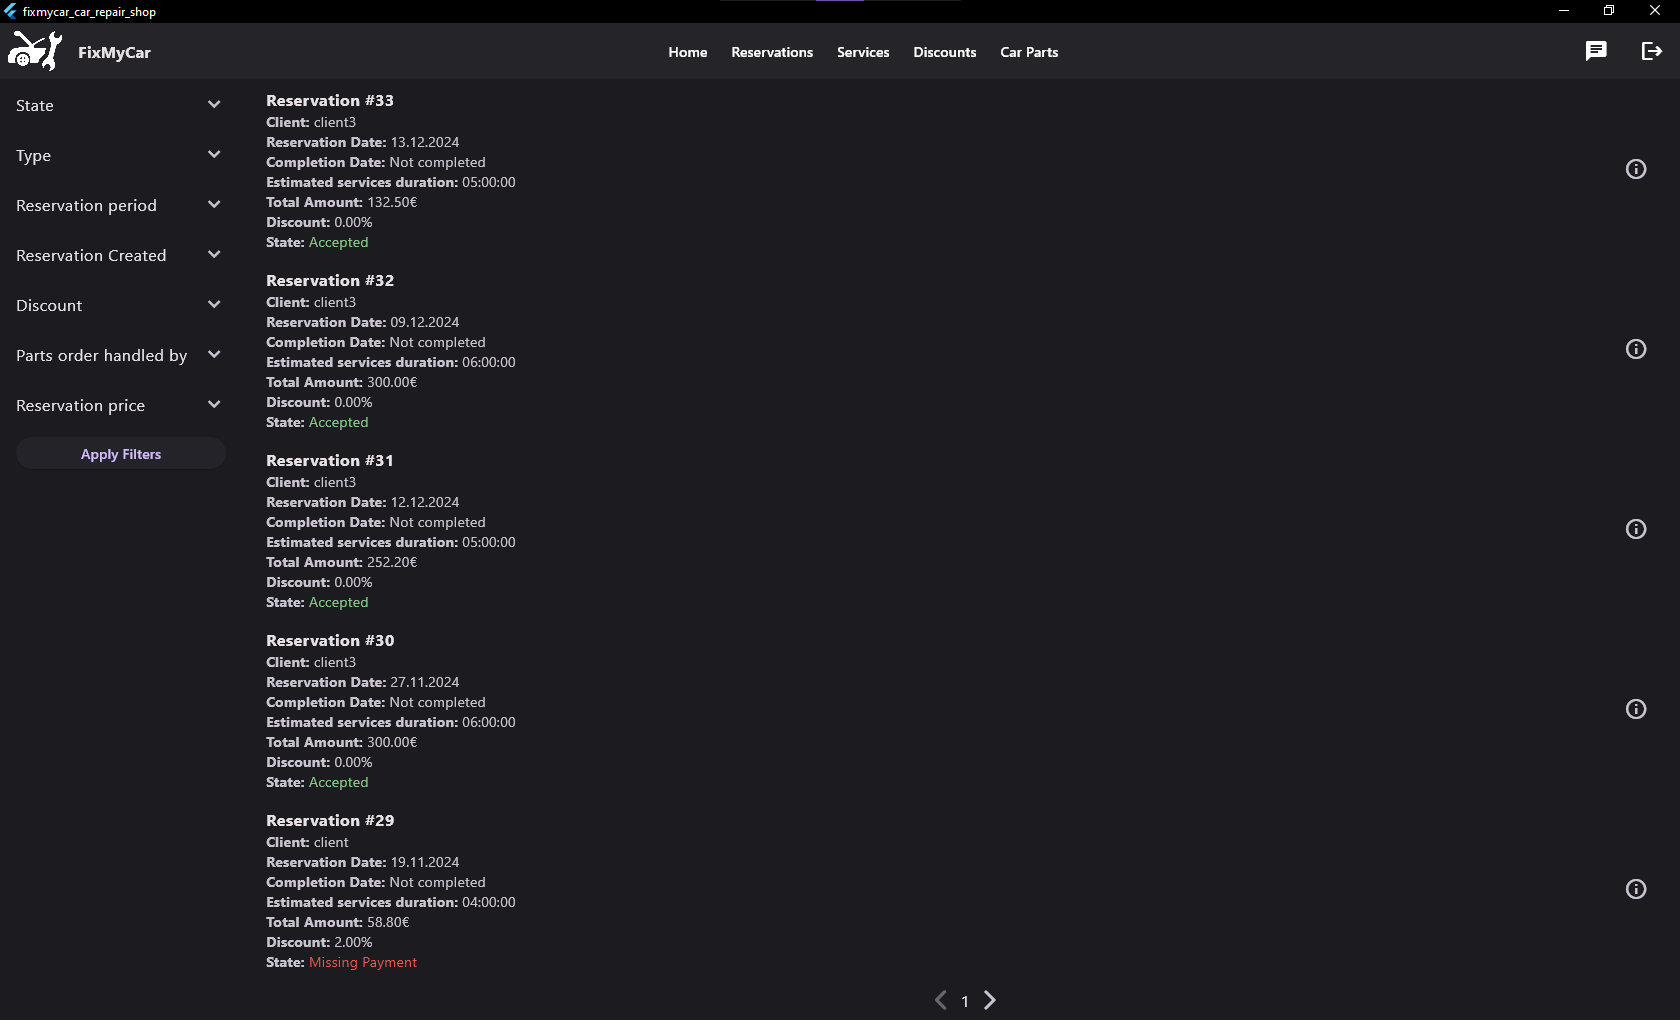 fixmycar_car_repair_shop
FixMyCar
Home Reservations Services Discounts Car Parts
State
Type
Reservation period
Reservation Created
Discount
Parts order handled by
Reservation price
Apply Filters
Reservation #33
Client: client3
Reservation Date: 13.12.2024
Completion Date: Not completed
Estimated services duration: 05:00:00
Total Amount: 132.50€
Discount: 0.00%
State: Accepted
Reservation #32
Client: client3
Reservation Date: 09.12.2024
Completion Date: Not completed
Estimated services duration: 06:00:00
Total Amount: 300.00€
Discount: 0.00%
State: Accepted
Reservation #31
Client: client3
Reservation Date: 12.12.2024
Completion Date: Not completed
Estimated services duration: 05:00:00
Total Amount: 252.20€
Discount: 0.00%
State: Accepted
Reservation #30
Client: client3
Reservation Date: 27.11.2024
Completion Date: Not completed
Estimated services duration: 06:00:00
Total Amount: 300.00€
Discount: 0.00%
State: Accepted
Reservation #29
Client: client
Reservation Date: 19.11.2024
Completion Date: Not completed
Estimated services duration: 04:00:00
Total Amount: 58.80€
Discount: 2.00%
State: Missing Payment
1